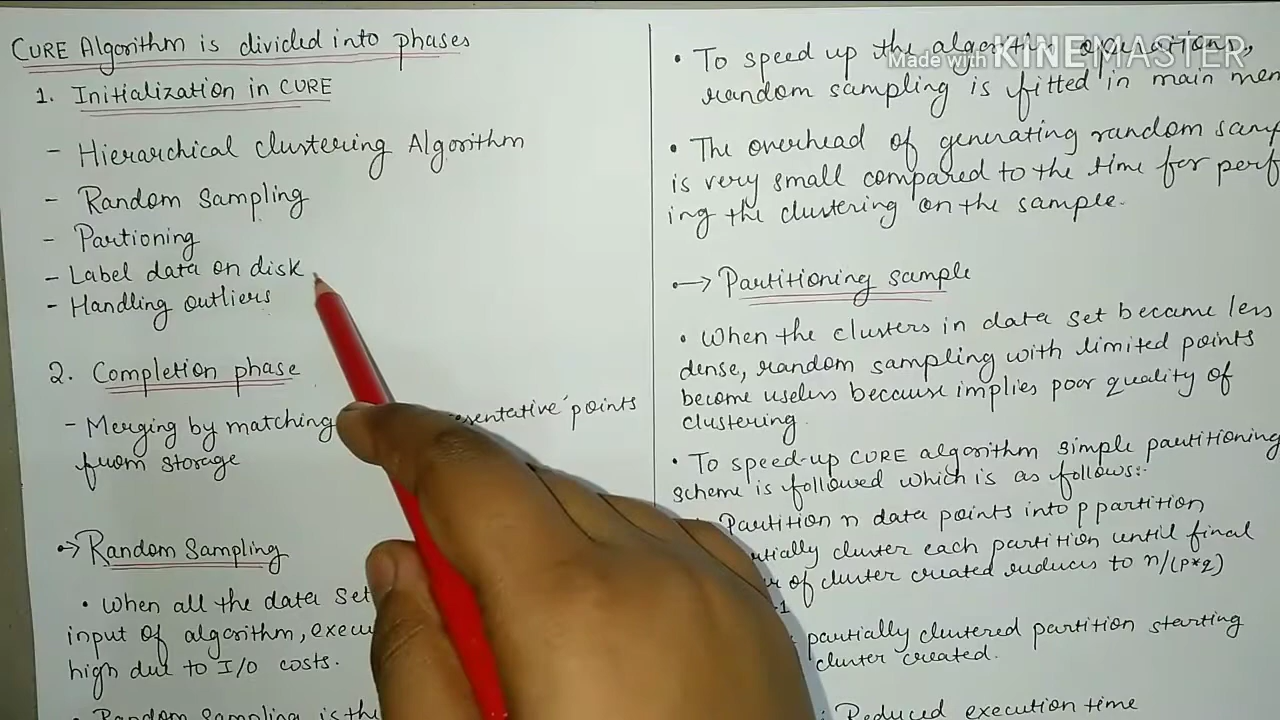 CURE Algorithm is divided into phases
1. Initialization in CURE
- Hierarchical clustering Algorithm
- Random Sampling
- Partioning
- Label data on disk
- Handling outliers
2. Completion phase
- Merging by matching points
from storage
→ Random Sampling
• When all the data set
input of algorithm,
high due to I/O costs.
• Random Sampling is the
• To speed up the algorithm operations,
random sampling is fitted in main
• The overhead of generating random
is very small compared to the time for
ing the clustering on the sample.
→ Partitioning sample
• When the clusters in data set became less
dense, random sampling with limited points
become useless because implies poor quality of
clustering
• To speed-up CURE algorithm simple partitioning
scheme is followed which is as follows:-
Partition n data points into p partition
cluster each partition until final
of cluster created reduces to n/(p*q)
partially clustered partition starting
cluster created.
Reduced execution time
Made with KINEMASTER